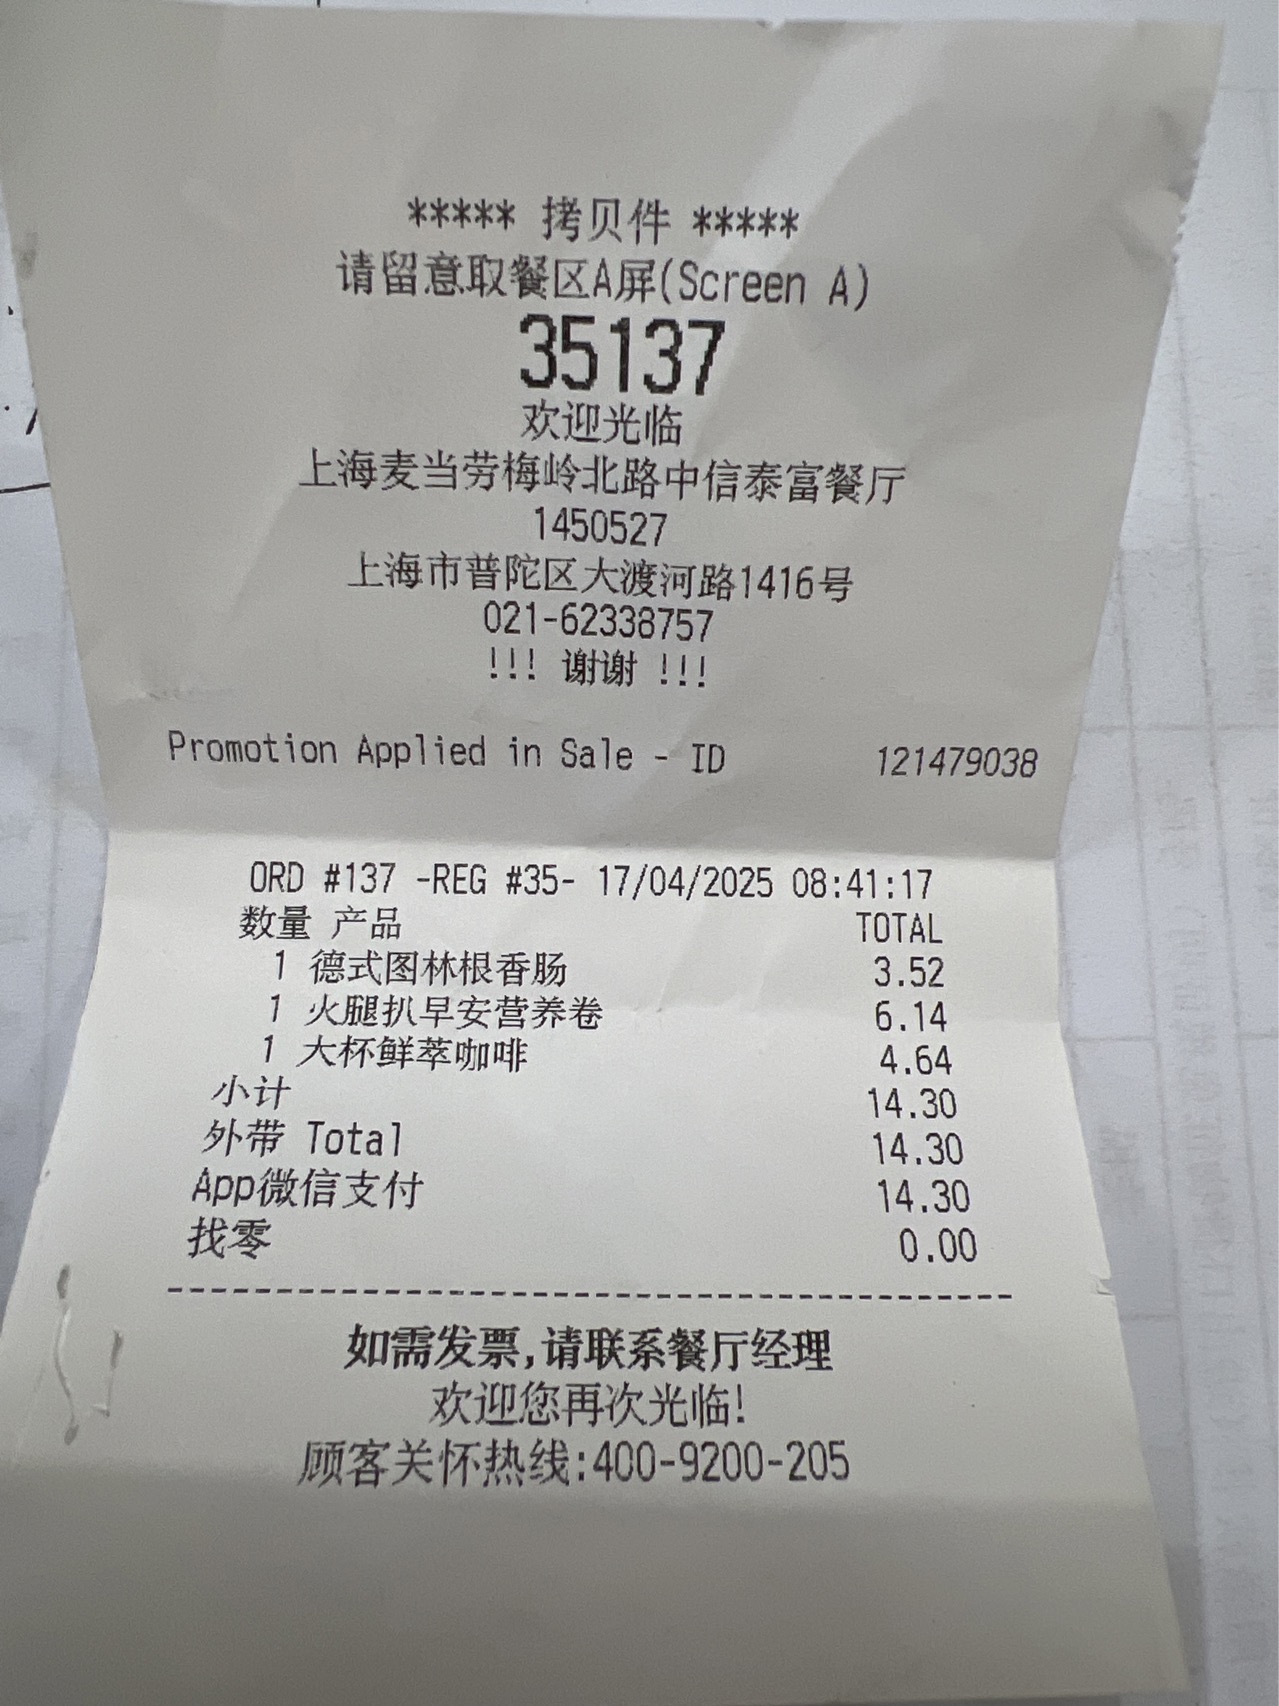 ***** 拷贝件 *****
请留意取餐区A屏(Screen A)
35137
欢迎光临
上海麦当劳梅岭北路中信泰富餐厅
1450527
上海市普陀区大渡河路1416号
021-62338757
!!! 谢谢 !!!
Promotion Applied in Sale - ID 121479038
ORD #137 -REG #35- 17/04/2025 08:41:17
数量 产品 TOTAL
1 德式图林根香肠 3.52
1 火腿扒早安营养卷 6.14
1 大杯鲜萃咖啡 4.64
小计 14.30
外带 Total 14.30
App微信支付 14.30
找零 0.00
----------------------------------------
如需发票,请联系餐厅经理
欢迎您再次光临!
顾客关怀热线:400-9200-205